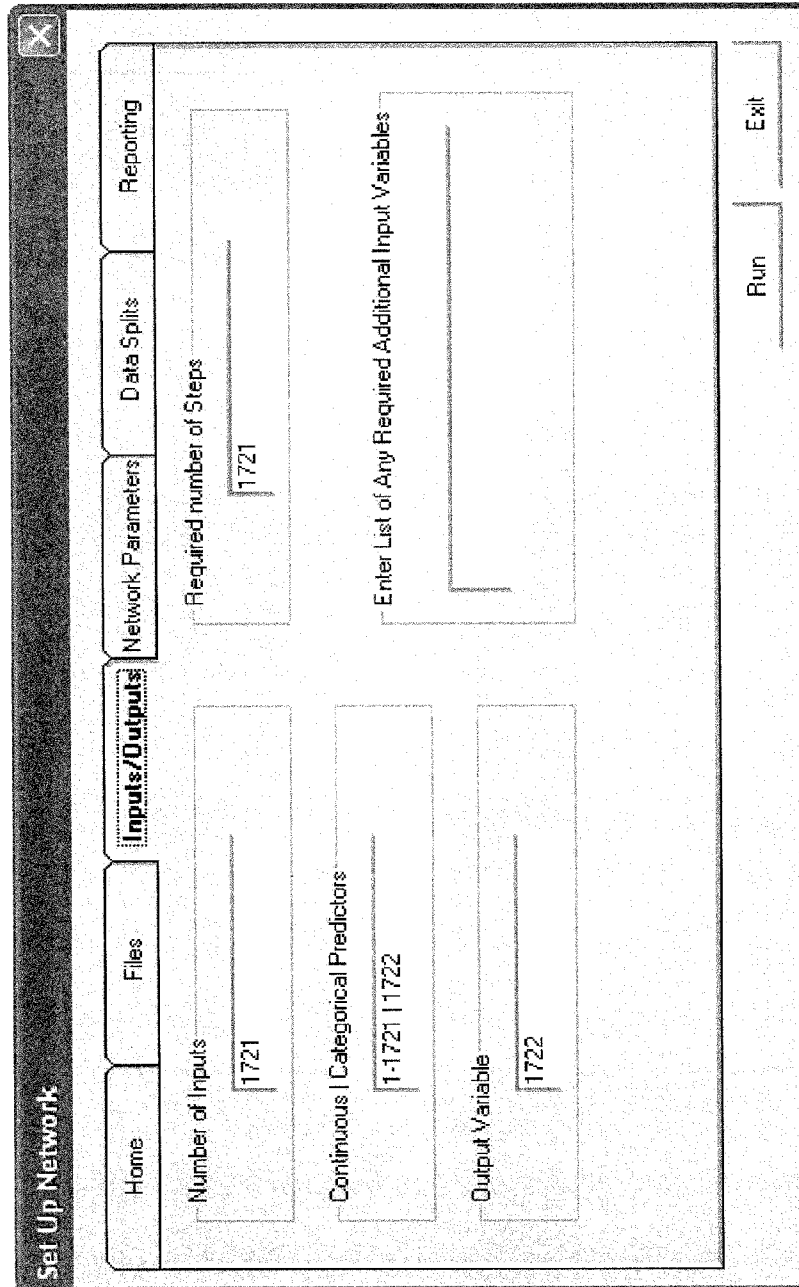 Set Up Network
Home
Files
Inputs/Outputs
Network Parameters
Data Splits
Reporting
Number of Inputs
1721
Continuous | Categorical Predictors
1-1721 | 1722
Output Variable
1722
Required number of Steps
1721
Enter List of Any Required Additional Input Variables
Run
Exit